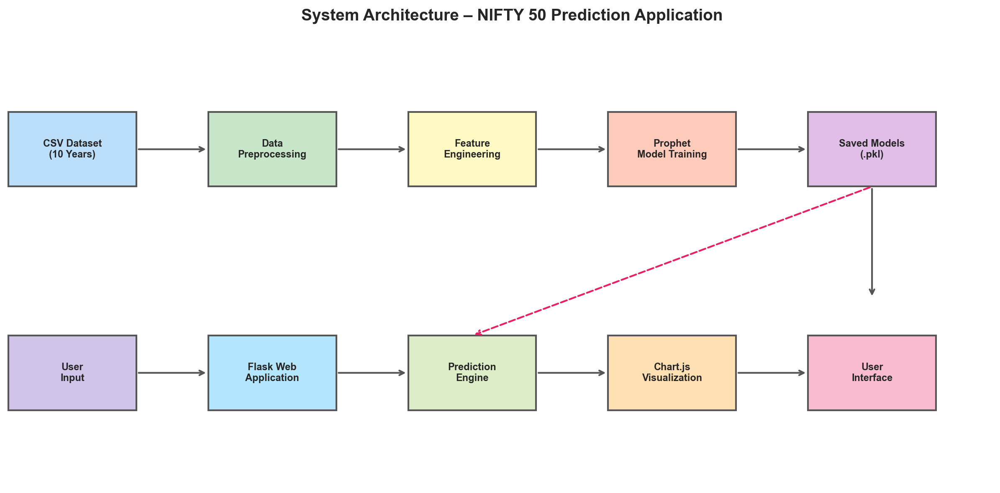 System Architecture – NIFTY 50 Prediction Application
CSV Dataset
(10 Years)
Data
Preprocessing
Feature
Engineering
Prophet
Model Training
Saved Models
(.pkl)
User
Input
Flask Web
Application
Prediction
Engine
Chart.js
Visualization
User
Interface